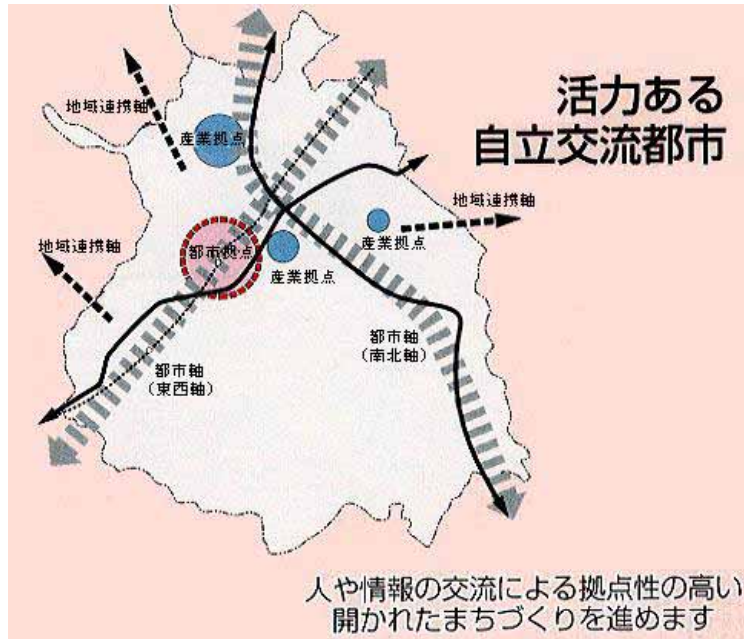 活力ある
自立交流都市
地域連携軸
産業拠点
地域連携軸
産業拠点
地域連携軸
都市拠点
産業拠点
都市軸
（南北軸）
都市軸
（東西軸）
人や情報の交流による拠点性の高い
開かれたまちづくりを進めます